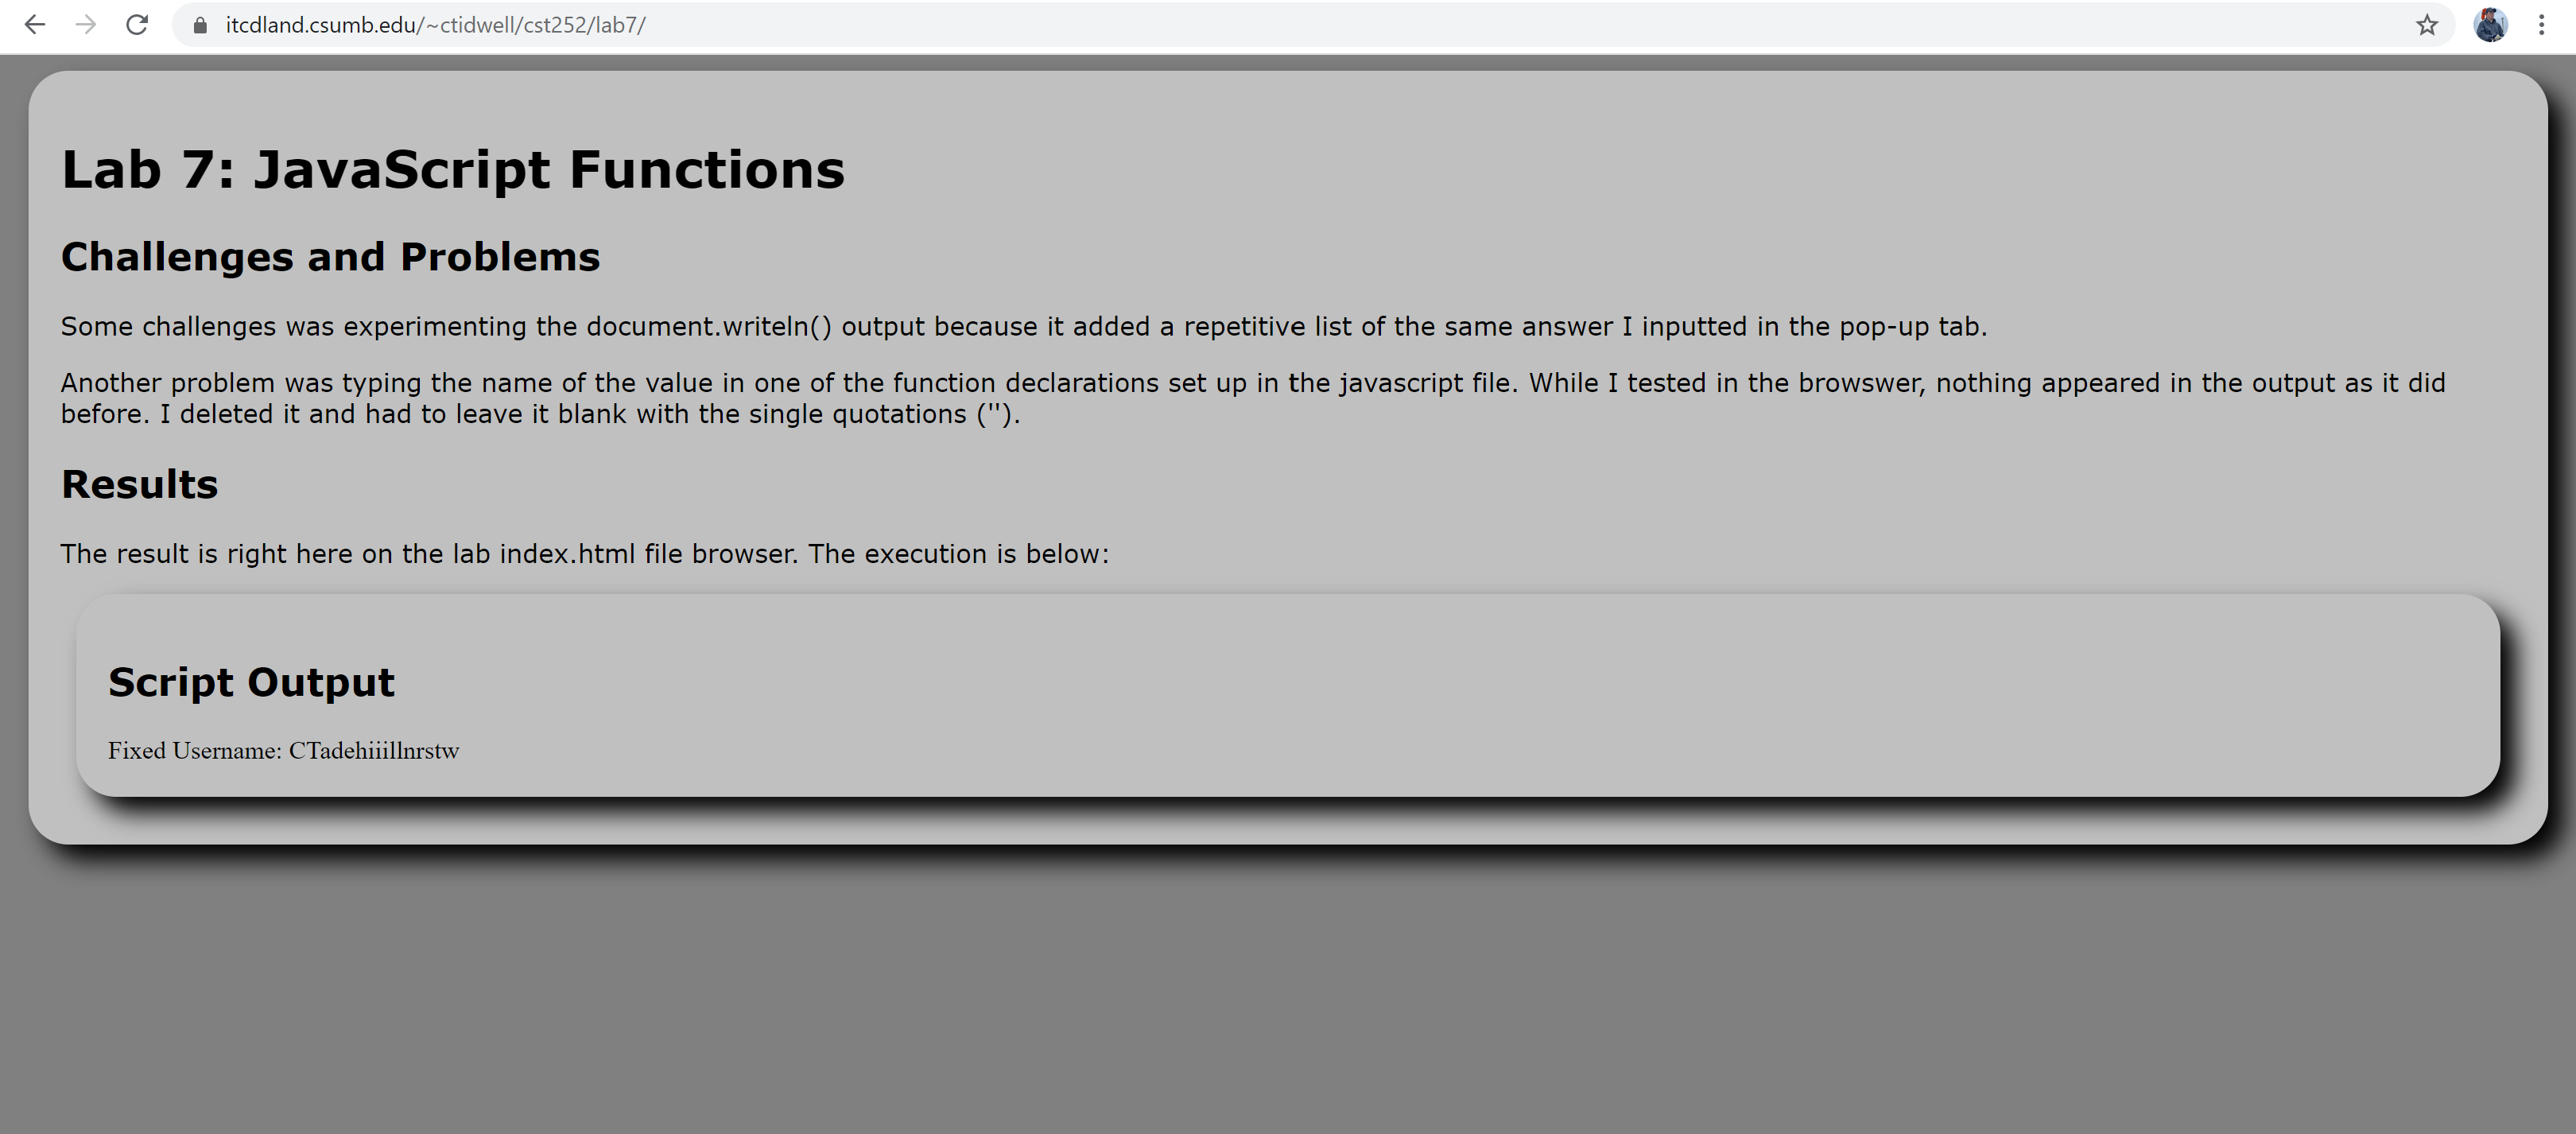 itcdland.csumb.edu/~ctidwell/cst252/lab7/
Lab 7: JavaScript Functions
Challenges and Problems
Some challenges was experimenting the document.writeln() output because it added a repetitive list of the same answer I inputted in the pop-up tab.
Another problem was typing the name of the value in one of the function declarations set up in the javascript file. While I tested in the browswer, nothing appeared in the output as it did
before. I deleted it and had to leave it blank with the single quotations ('').
Results
The result is right here on the lab index.html file browser. The execution is below:
Script Output
Fixed Username: CTadehiiillnrstw